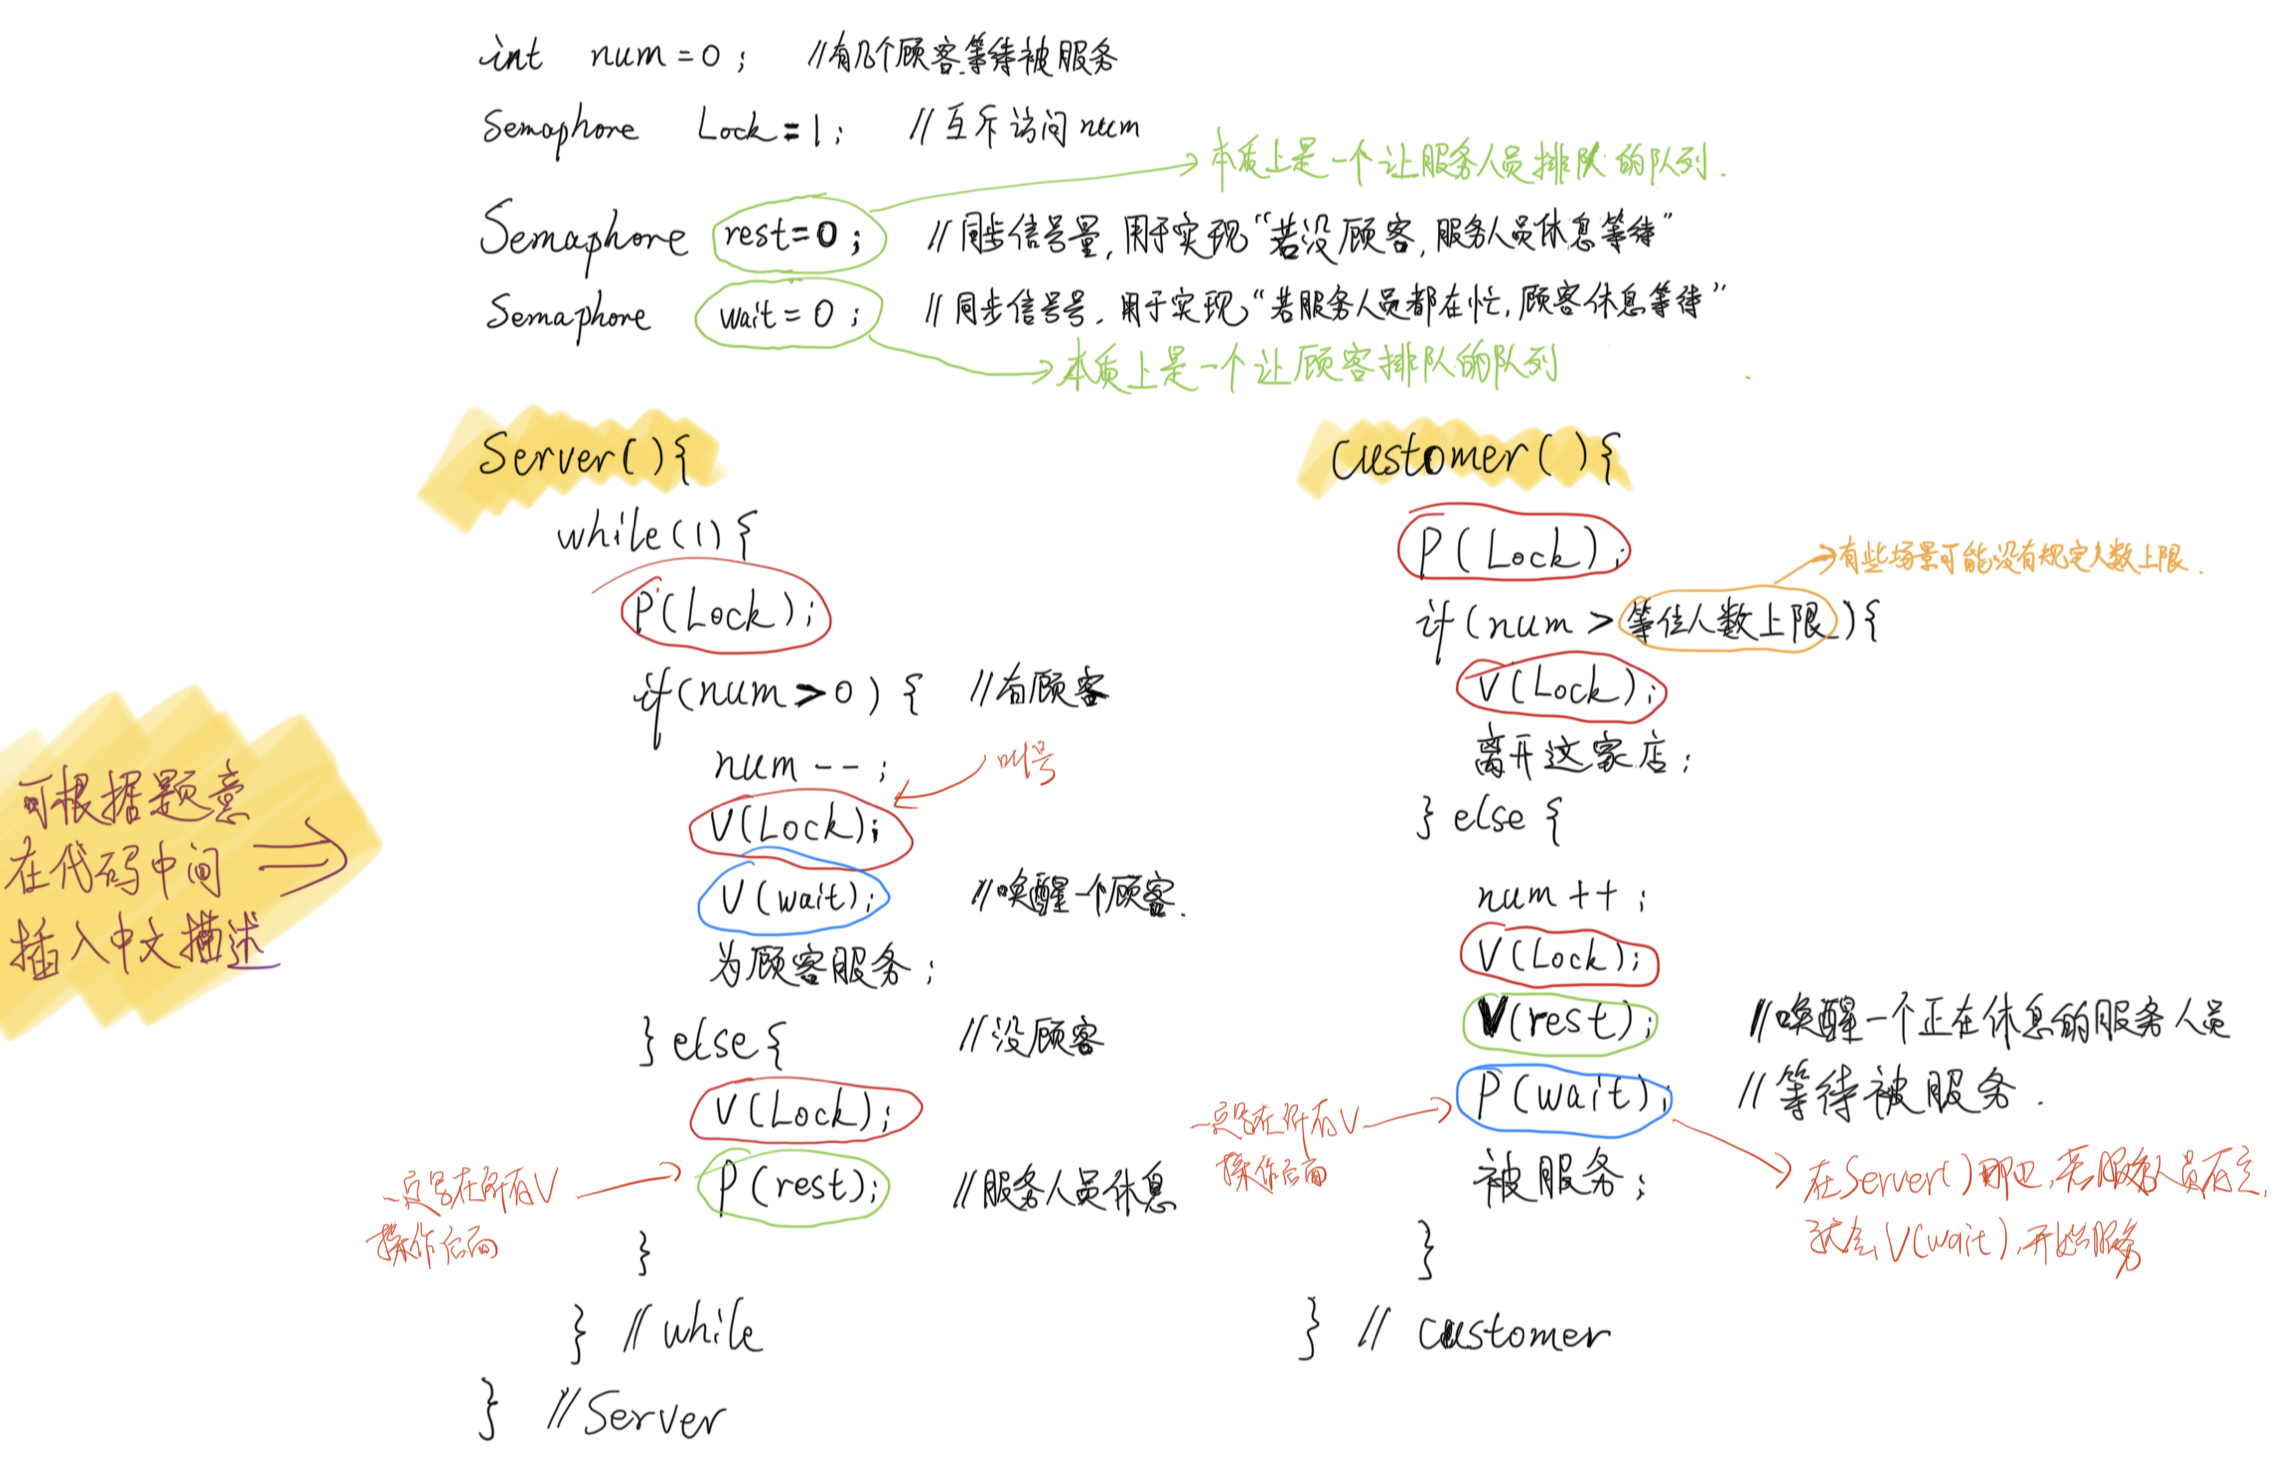 int num = 0 ; //有几个顾客等待被服务
Semaphore Lock = 1 ; //互斥访问num
本质上是一个让服务人员排队的队列.
Semaphore rest = 0 ; //同步信号量, 用于实现“若没顾客, 服务人员休息等待”
Semaphore wait = 0 ; //同步信号号, 用于实现“若服务人员都在忙, 顾客休息等待”
本质上是一个让顾客排队的队列
Server(){
while(1){
P(Lock);
if(num>0) { //有顾客
num -- ;
叫号
V(Lock);
V(wait); //唤醒一个顾客.
为顾客服务;
} else { //没顾客
V(Lock);
P(rest); //服务人员休息
一定写在所有V
操作后面
}
} //while
} //Server
可根据题意
在代码中间
插入中文描述
Customer(){
P(Lock);
有些场景可能没有规定人数上限.
if(num > 等位人数上限){
V(Lock);
离开这家店;
} else {
num ++ ;
V(Lock);
V(rest); //唤醒一个正在休息的服务人员
P(wait); //等待被服务.
一定写在所有V
操作后面
被服务;
在Server()那边, 若服务人员有空,
就会V(wait), 开始服务
}
} // customer